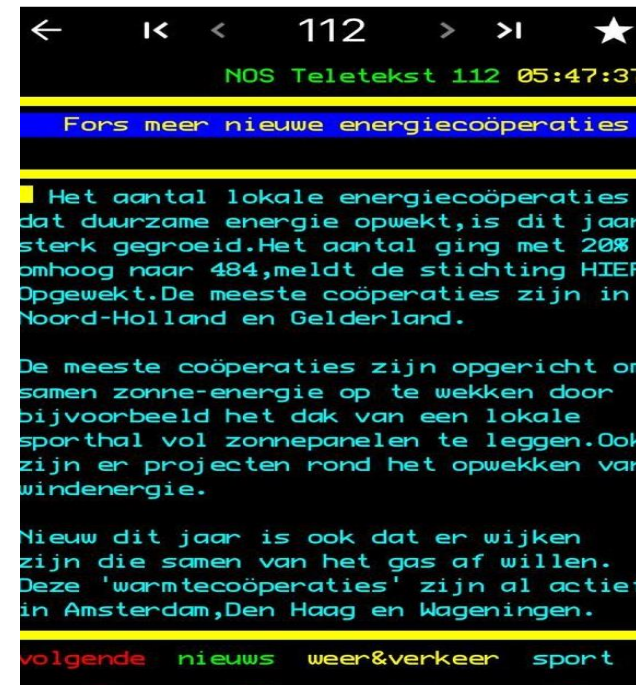 112
NOS Teletekst 112 05:47:37
Fors meer nieuwe energiecoöperaties
Het aantal lokale energiecoöperaties
dat duurzame energie opwekt,is dit jaar
sterk gegroeid.Het aantal ging met 20%
omhoog naar 484,meldt de stichting HIER
Opgewekt.De meeste coöperaties zijn in
Noord-Holland en Gelderland.
De meeste coöperaties zijn opgericht om
samen zonne-energie op te wekken door
bijvoorbeeld het dak van een lokale
sporthal vol zonnepanelen te leggen.Ook
zijn er projecten rond het opwekken van
windenergie.
Nieuw dit jaar is ook dat er wijken
zijn die samen van het gas af willen.
Deze 'warmtecoöperaties' zijn al actief
in Amsterdam,Den Haag en Wageningen.
volgende nieuws weer&verkeer sport